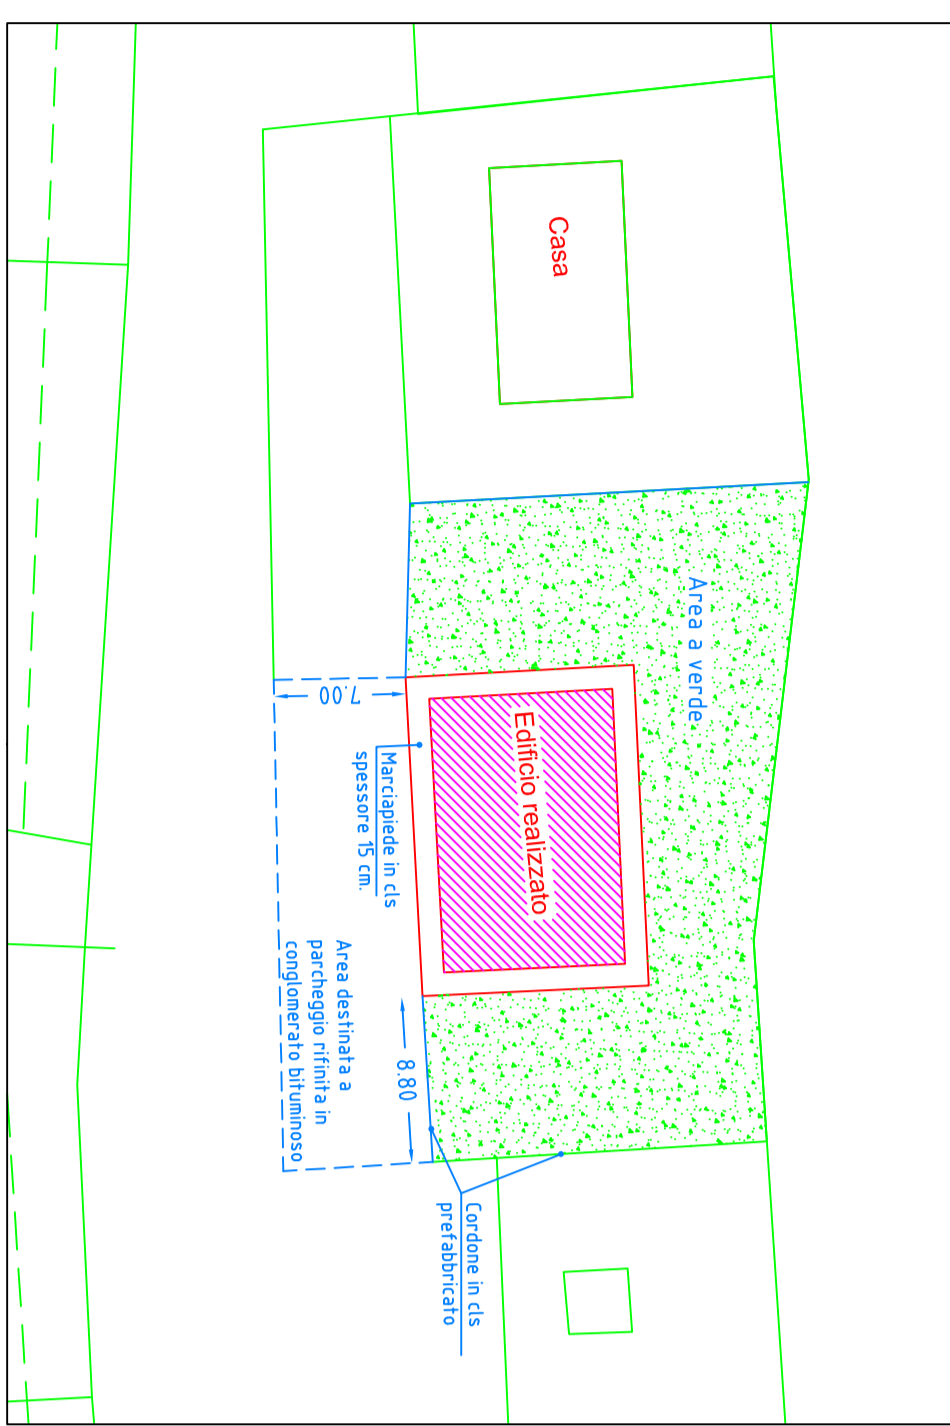 Casa
Area a verde
Edificio realizzato
7.00
Marciapiede in cls
spessore 15 cm.
Area destinata a
parcheggio rifinita in
conglomerato bituminoso
8.80
Cordone in cls
prefabbricato